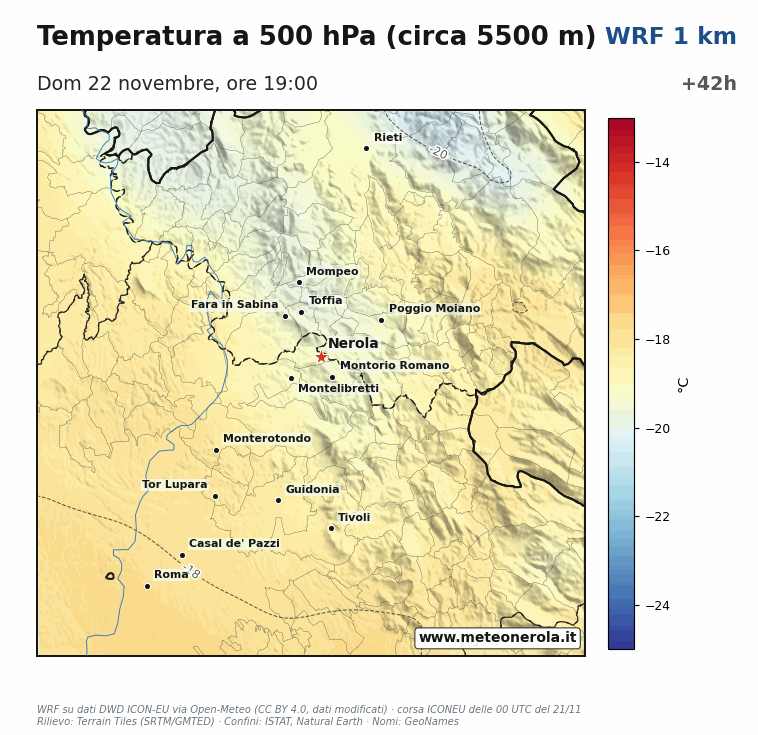 Temperatura a 500 hPa (circa 5500 m) WRF 1 km
Dom 22 novembre, ore 19:00 +42h
Rieti
-20
Mompeo
Toffia
Fara in Sabina
Poggio Moiano
Nerola
Montorio Romano
Montelibretti
Monterotondo
Tor Lupara
Guidonia
Tivoli
Casal de' Pazzi
-18
Roma
www.meteonerola.it
−14
−16
−18
−20
−22
−24
°C
WRF su dati DWD ICON-EU via Open-Meteo (CC BY 4.0, dati modificati) · corsa ICONEU delle 00 UTC del 21/11
Rilievo: Terrain Tiles (SRTM/GMTED) · Confini: ISTAT, Natural Earth · Nomi: GeoNames